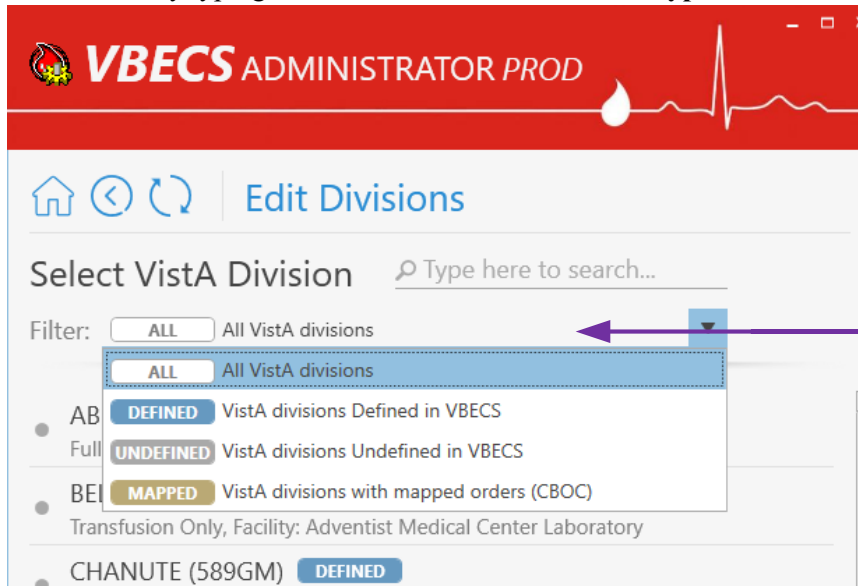 VBECS ADMINISTRATOR PROD
Edit Divisions
Select VistA Division Type here to search...
Filter: ALL All VistA divisions
ALL All VistA divisions
AB DEFINED VistA divisions Defined in VBECS
Full UNDEFINED VistA divisions Undefined in VBECS
BEI MAPPED VistA divisions with mapped orders (CBOC)
Transfusion Only, Facility: Adventist Medical Center Laboratory
CHANUTE (589GM) DEFINED